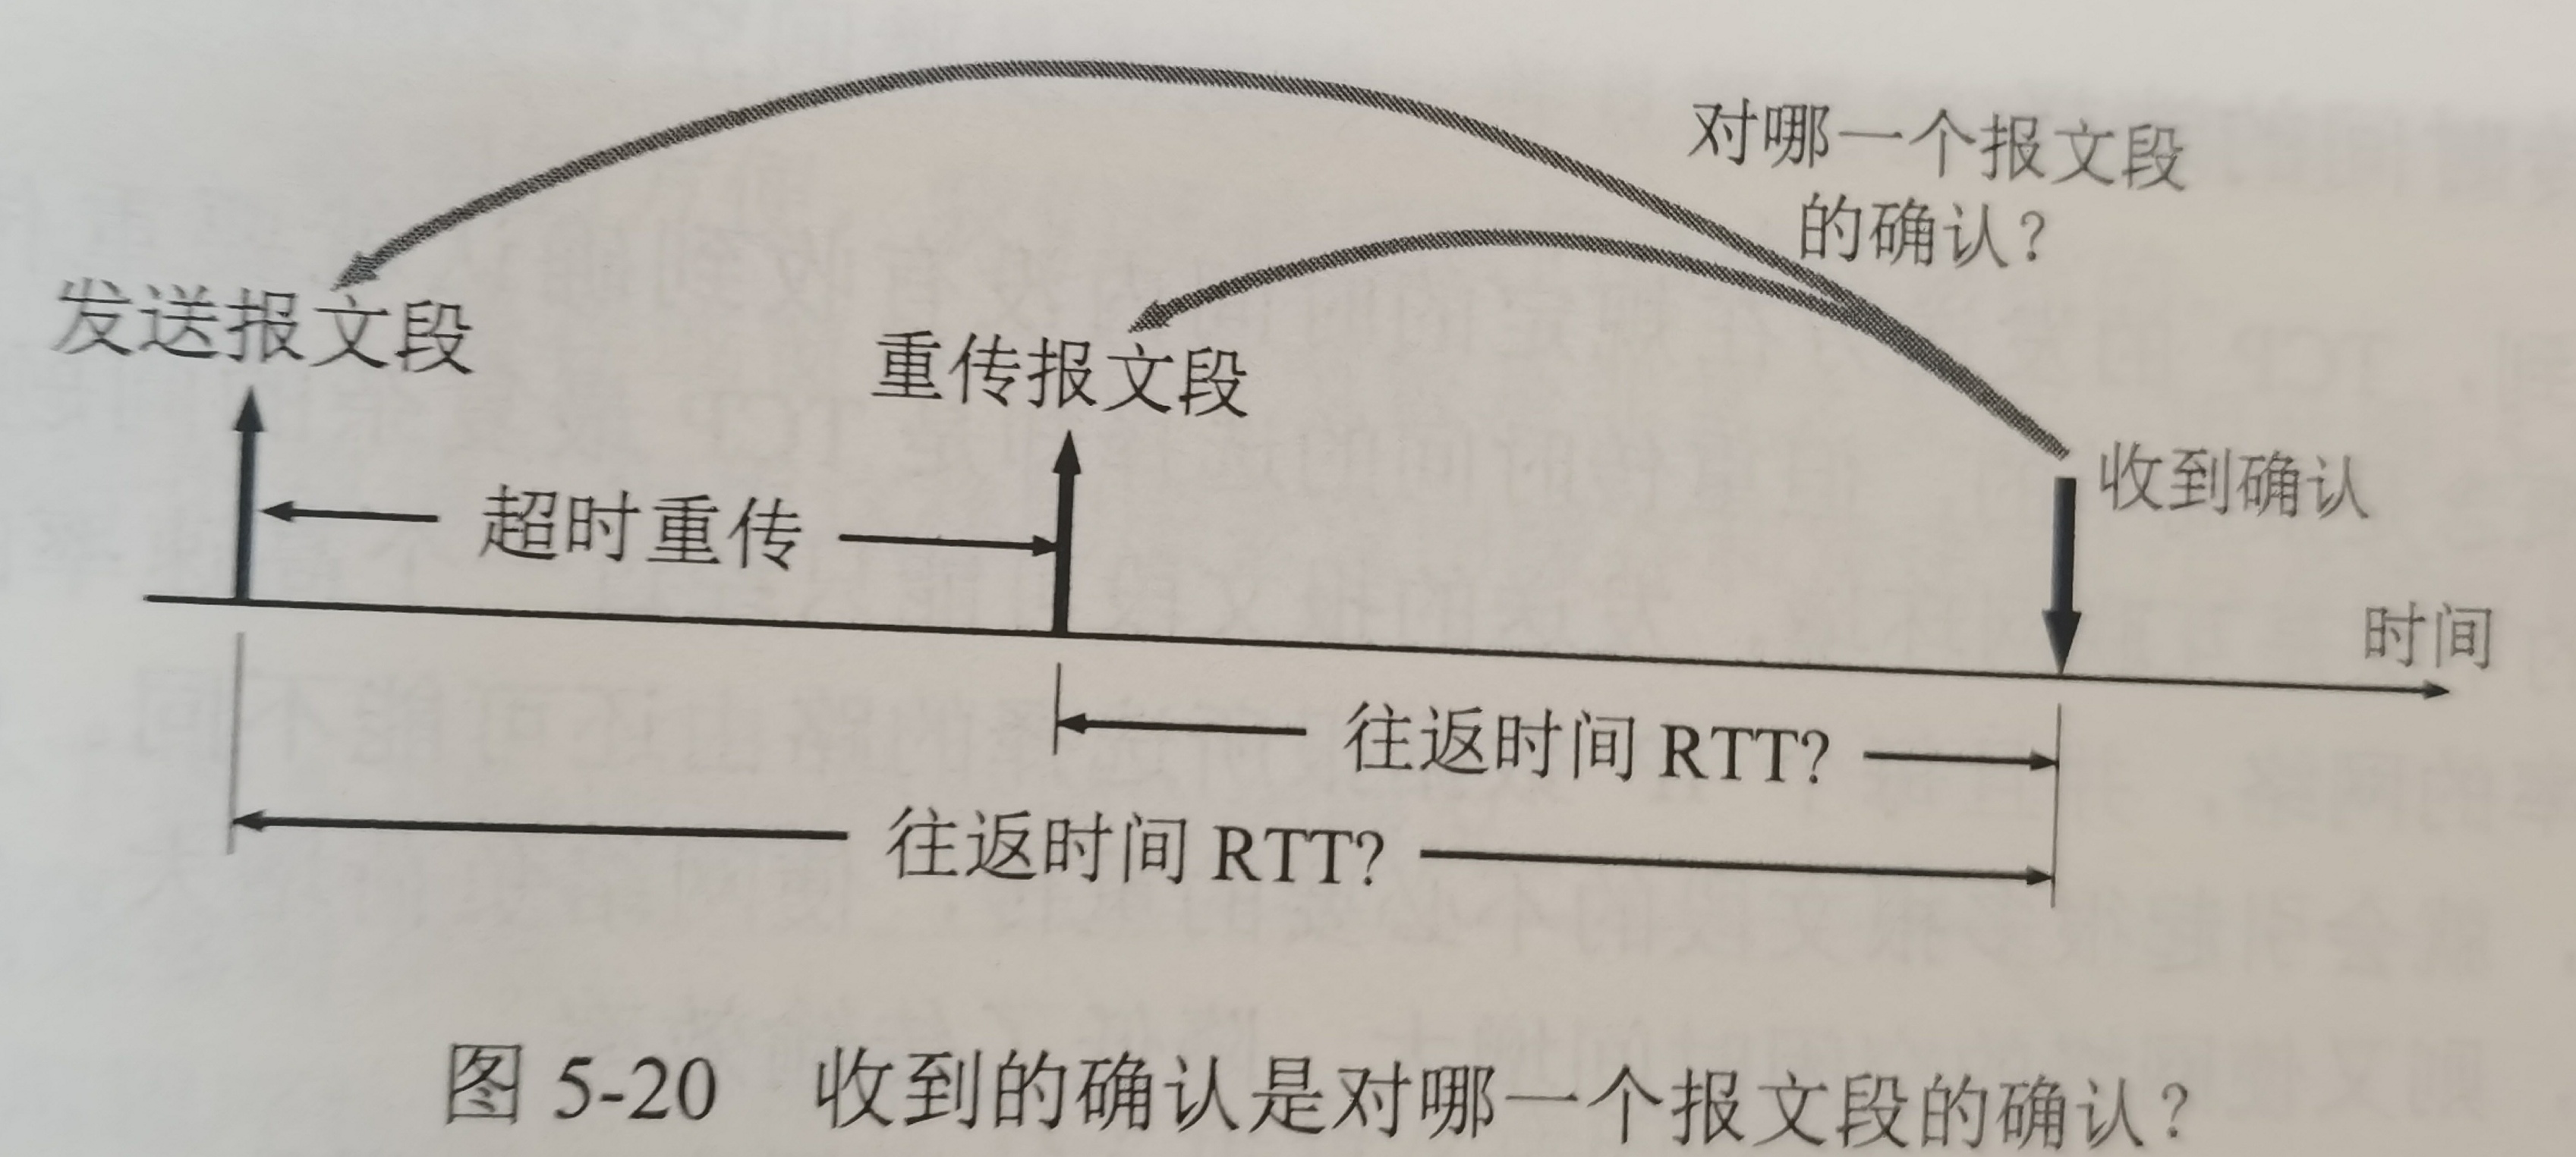 对哪一个报文段
的确认？
发送报文段
重传报文段
收到确认
超时重传
时间
往返时间 RTT?
往返时间 RTT?
图 5-20 收到的确认是对哪一个报文段的确认？